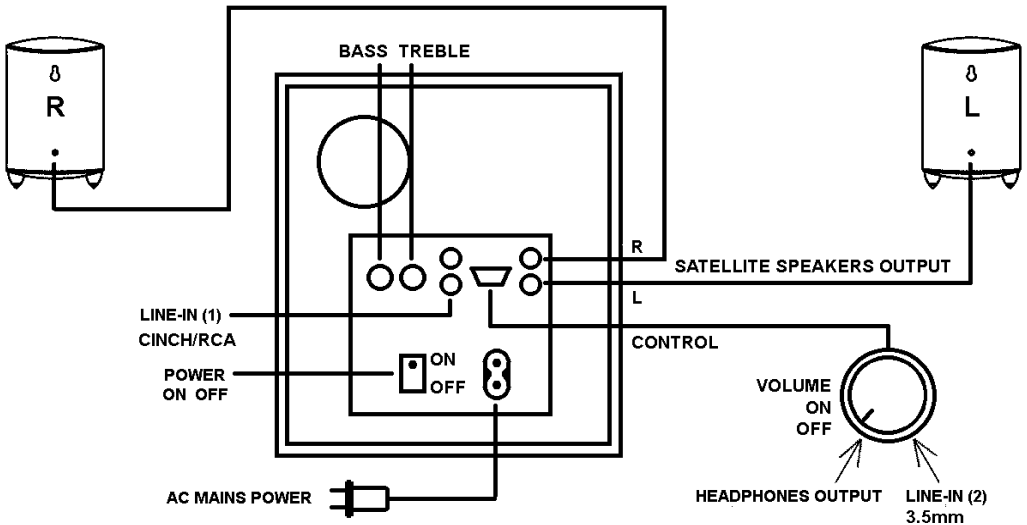 BASS TREBLE
R
L
R
SATELLITE SPEAKERS OUTPUT
L
LINE-IN (1)
CINCH/RCA
CONTROL
ON
OFF
POWER
ON OFF
VOLUME
ON
OFF
AC MAINS POWER
HEADPHONES OUTPUT
LINE-IN (2)
3.5mm